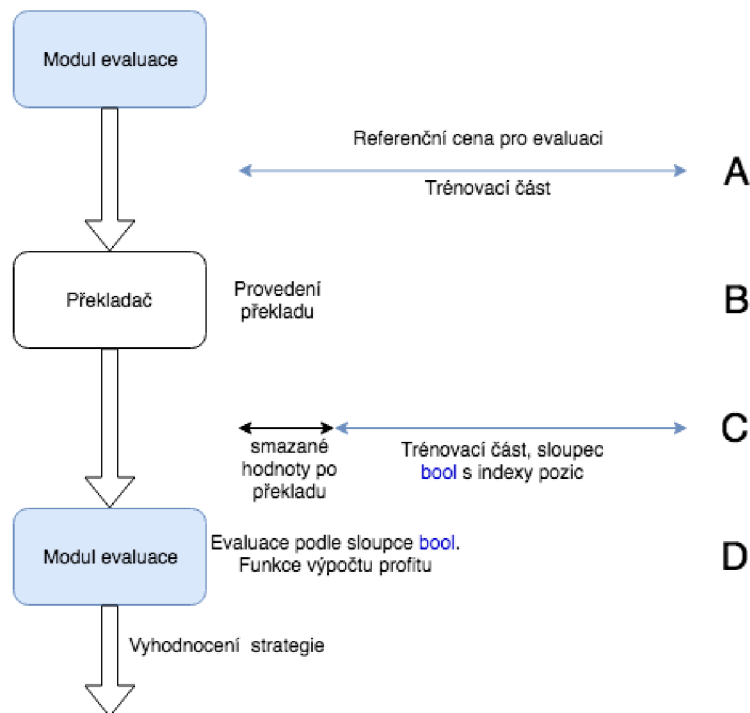 Modul evaluace
Referenční cena pro evaluaci
Trénovací část
A
Překladač
Provedení
překladu
B
smazané
hodnoty po
překladu
Trénovací část, sloupec
bool s indexy pozic
C
Modul evaluace
Evaluace podle sloupce bool.
Funkce výpočtu profitu
D
Vyhodnocení strategie